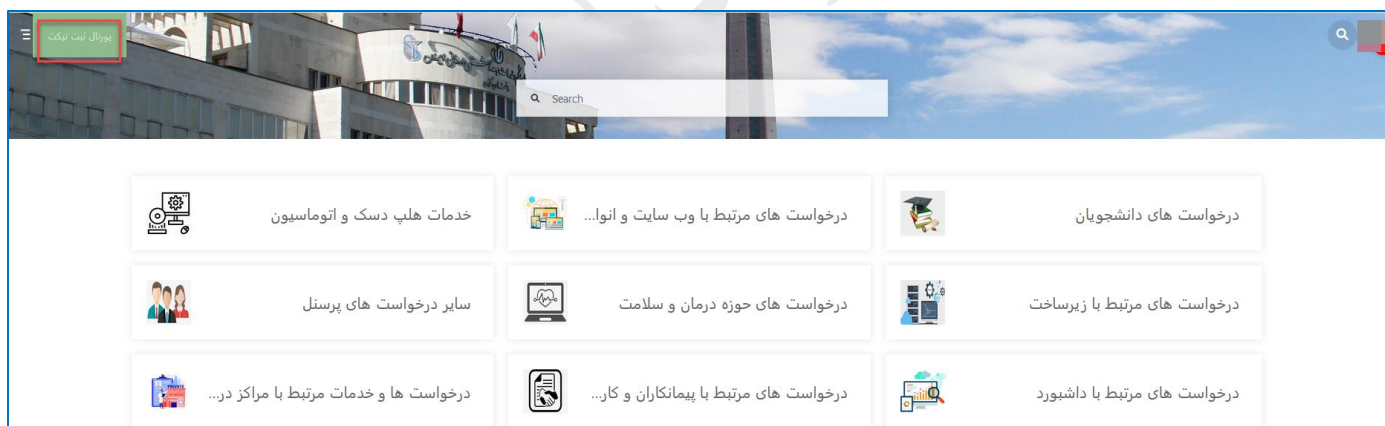 پورتال ثبت تیکت
Search
درخواست های دانشجویان
درخواست های مرتبط با وب سایت و انوا...
خدمات هلپ دسک و اتوماسیون
درخواست های مرتبط با زیرساخت
درخواست های حوزه درمان و سلامت
سایر درخواست های پرسنل
درخواست های مرتبط با داشبورد
درخواست های مرتبط با پیمانکاران و کار...
درخواست ها و خدمات مرتبط با مراکز در...